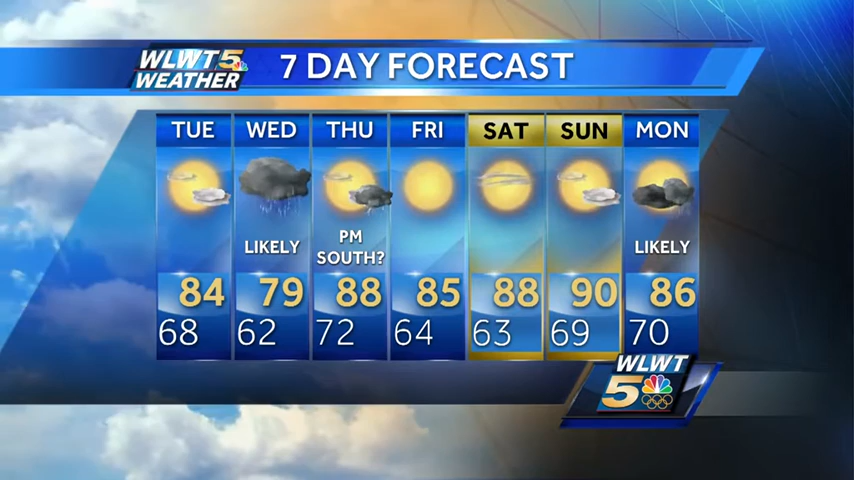 WLWT 5
WEATHER
7 DAY FORECAST
TUE WED THU FRI SAT SUN MON
LIKELY
PM
SOUTH?
LIKELY
84 79 88 85 88 90 86
68 62 72 64 63 69 70
WLWT
5